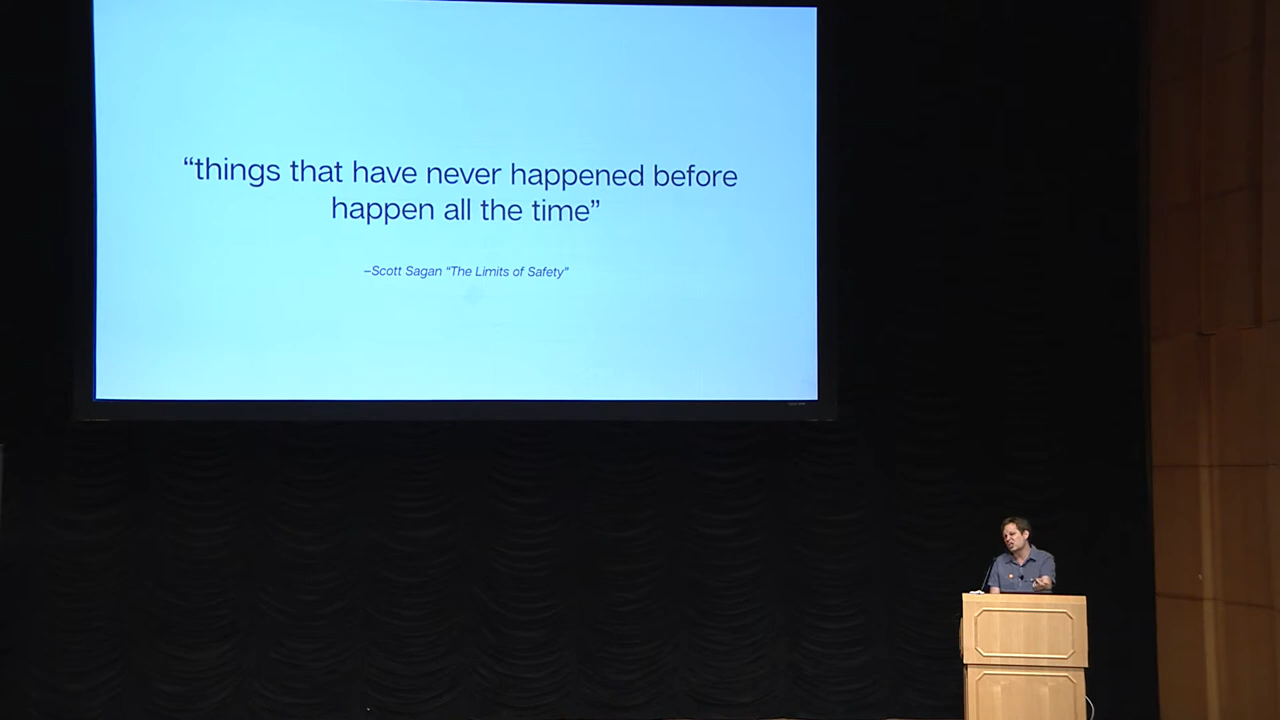 “things that have never happened before
happen all the time”
–Scott Sagan “The Limits of Safety”